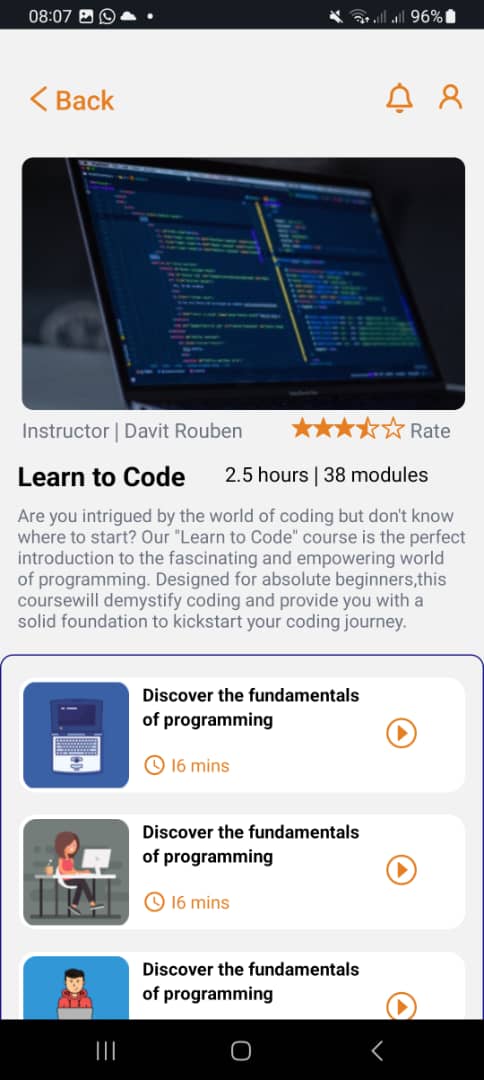 08:07
96%
Back
Instructor | Davit Rouben
Rate
Learn to Code
2.5 hours | 38 modules
Are you intrigued by the world of coding but don't know
where to start? Our "Learn to Code" course is the perfect
introduction to the fascinating and empowering world
of programming. Designed for absolute beginners,this
coursewill demystify coding and provide you with a
solid foundation to kickstart your coding journey.
Discover the fundamentals
of programming
16 mins
Discover the fundamentals
of programming
16 mins
Discover the fundamentals
of programming